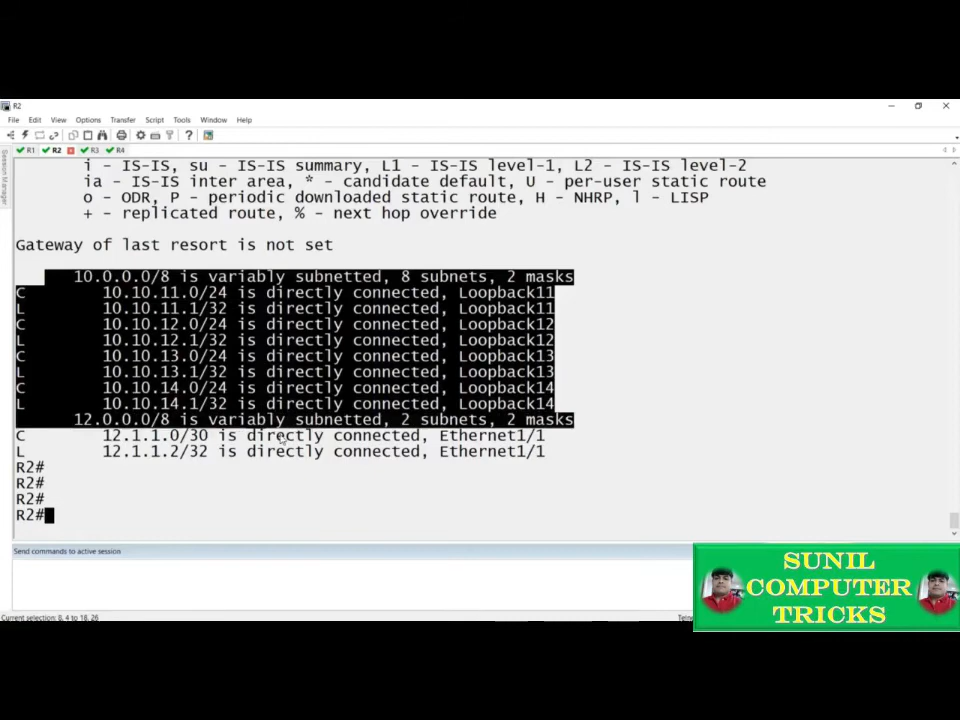 R2
File Edit View Options Transfer Script Tools Window Help
R1 R2 R3 R4
Session Manager
i - IS-IS, su - IS-IS summary, L1 - IS-IS level-1, L2 - IS-IS level-2
ia - IS-IS inter area, * - candidate default, U - per-user static route
o - ODR, P - periodic downloaded static route, H - NHRP, l - LISP
+ - replicated route, % - next hop override
Gateway of last resort is not set
10.0.0.0/8 is variably subnetted, 8 subnets, 2 masks
C 10.10.11.0/24 is directly connected, Loopback11
L 10.10.11.1/32 is directly connected, Loopback11
C 10.10.12.0/24 is directly connected, Loopback12
L 10.10.12.1/32 is directly connected, Loopback12
C 10.10.13.0/24 is directly connected, Loopback13
L 10.10.13.1/32 is directly connected, Loopback13
C 10.10.14.0/24 is directly connected, Loopback14
L 10.10.14.1/32 is directly connected, Loopback14
12.0.0.0/8 is variably subnetted, 2 subnets, 2 masks
C 12.1.1.0/30 is directly connected, Ethernet1/1
L 12.1.1.2/32 is directly connected, Ethernet1/1
R2#
R2#
R2#
R2#
Send commands to active session
SUNIL
COMPUTER
TRICKS
Current selection: 8, 4 to 18, 26